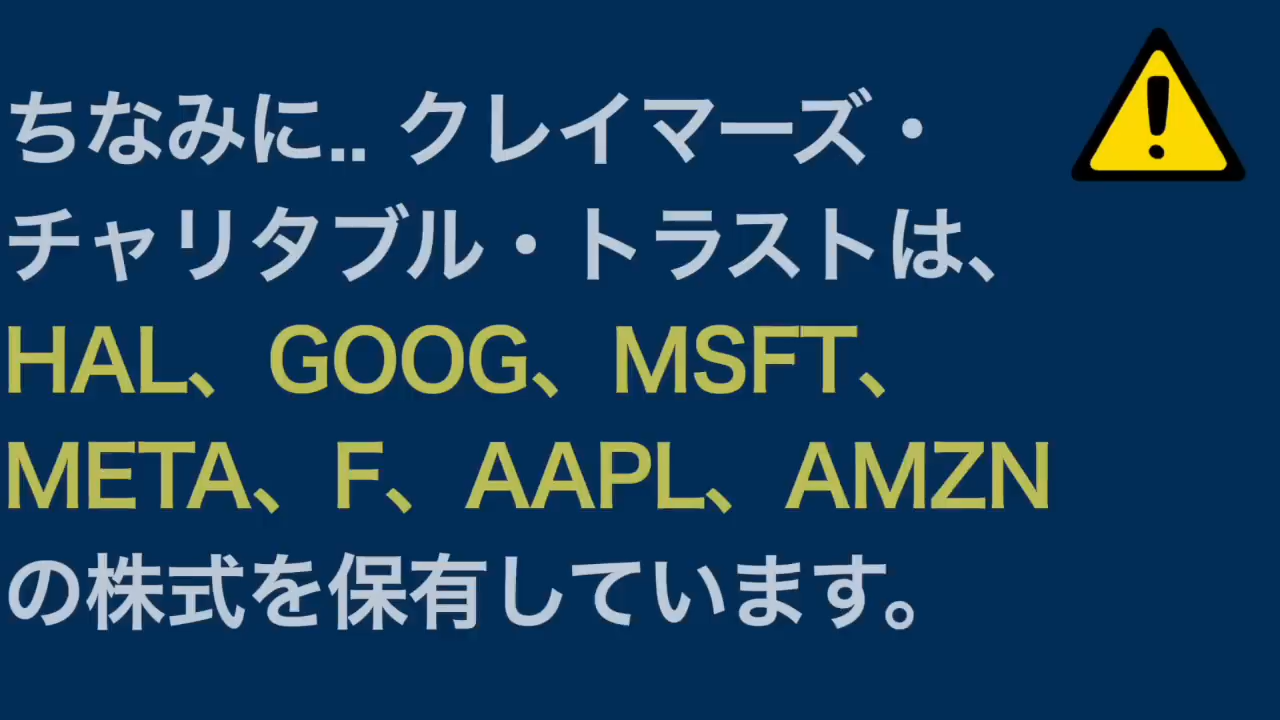 ちなみに.. クレイマーズ・
チャリタブル・トラストは、
HAL、GOOG、MSFT、
META、F、AAPL、AMZN
の株式を保有しています。